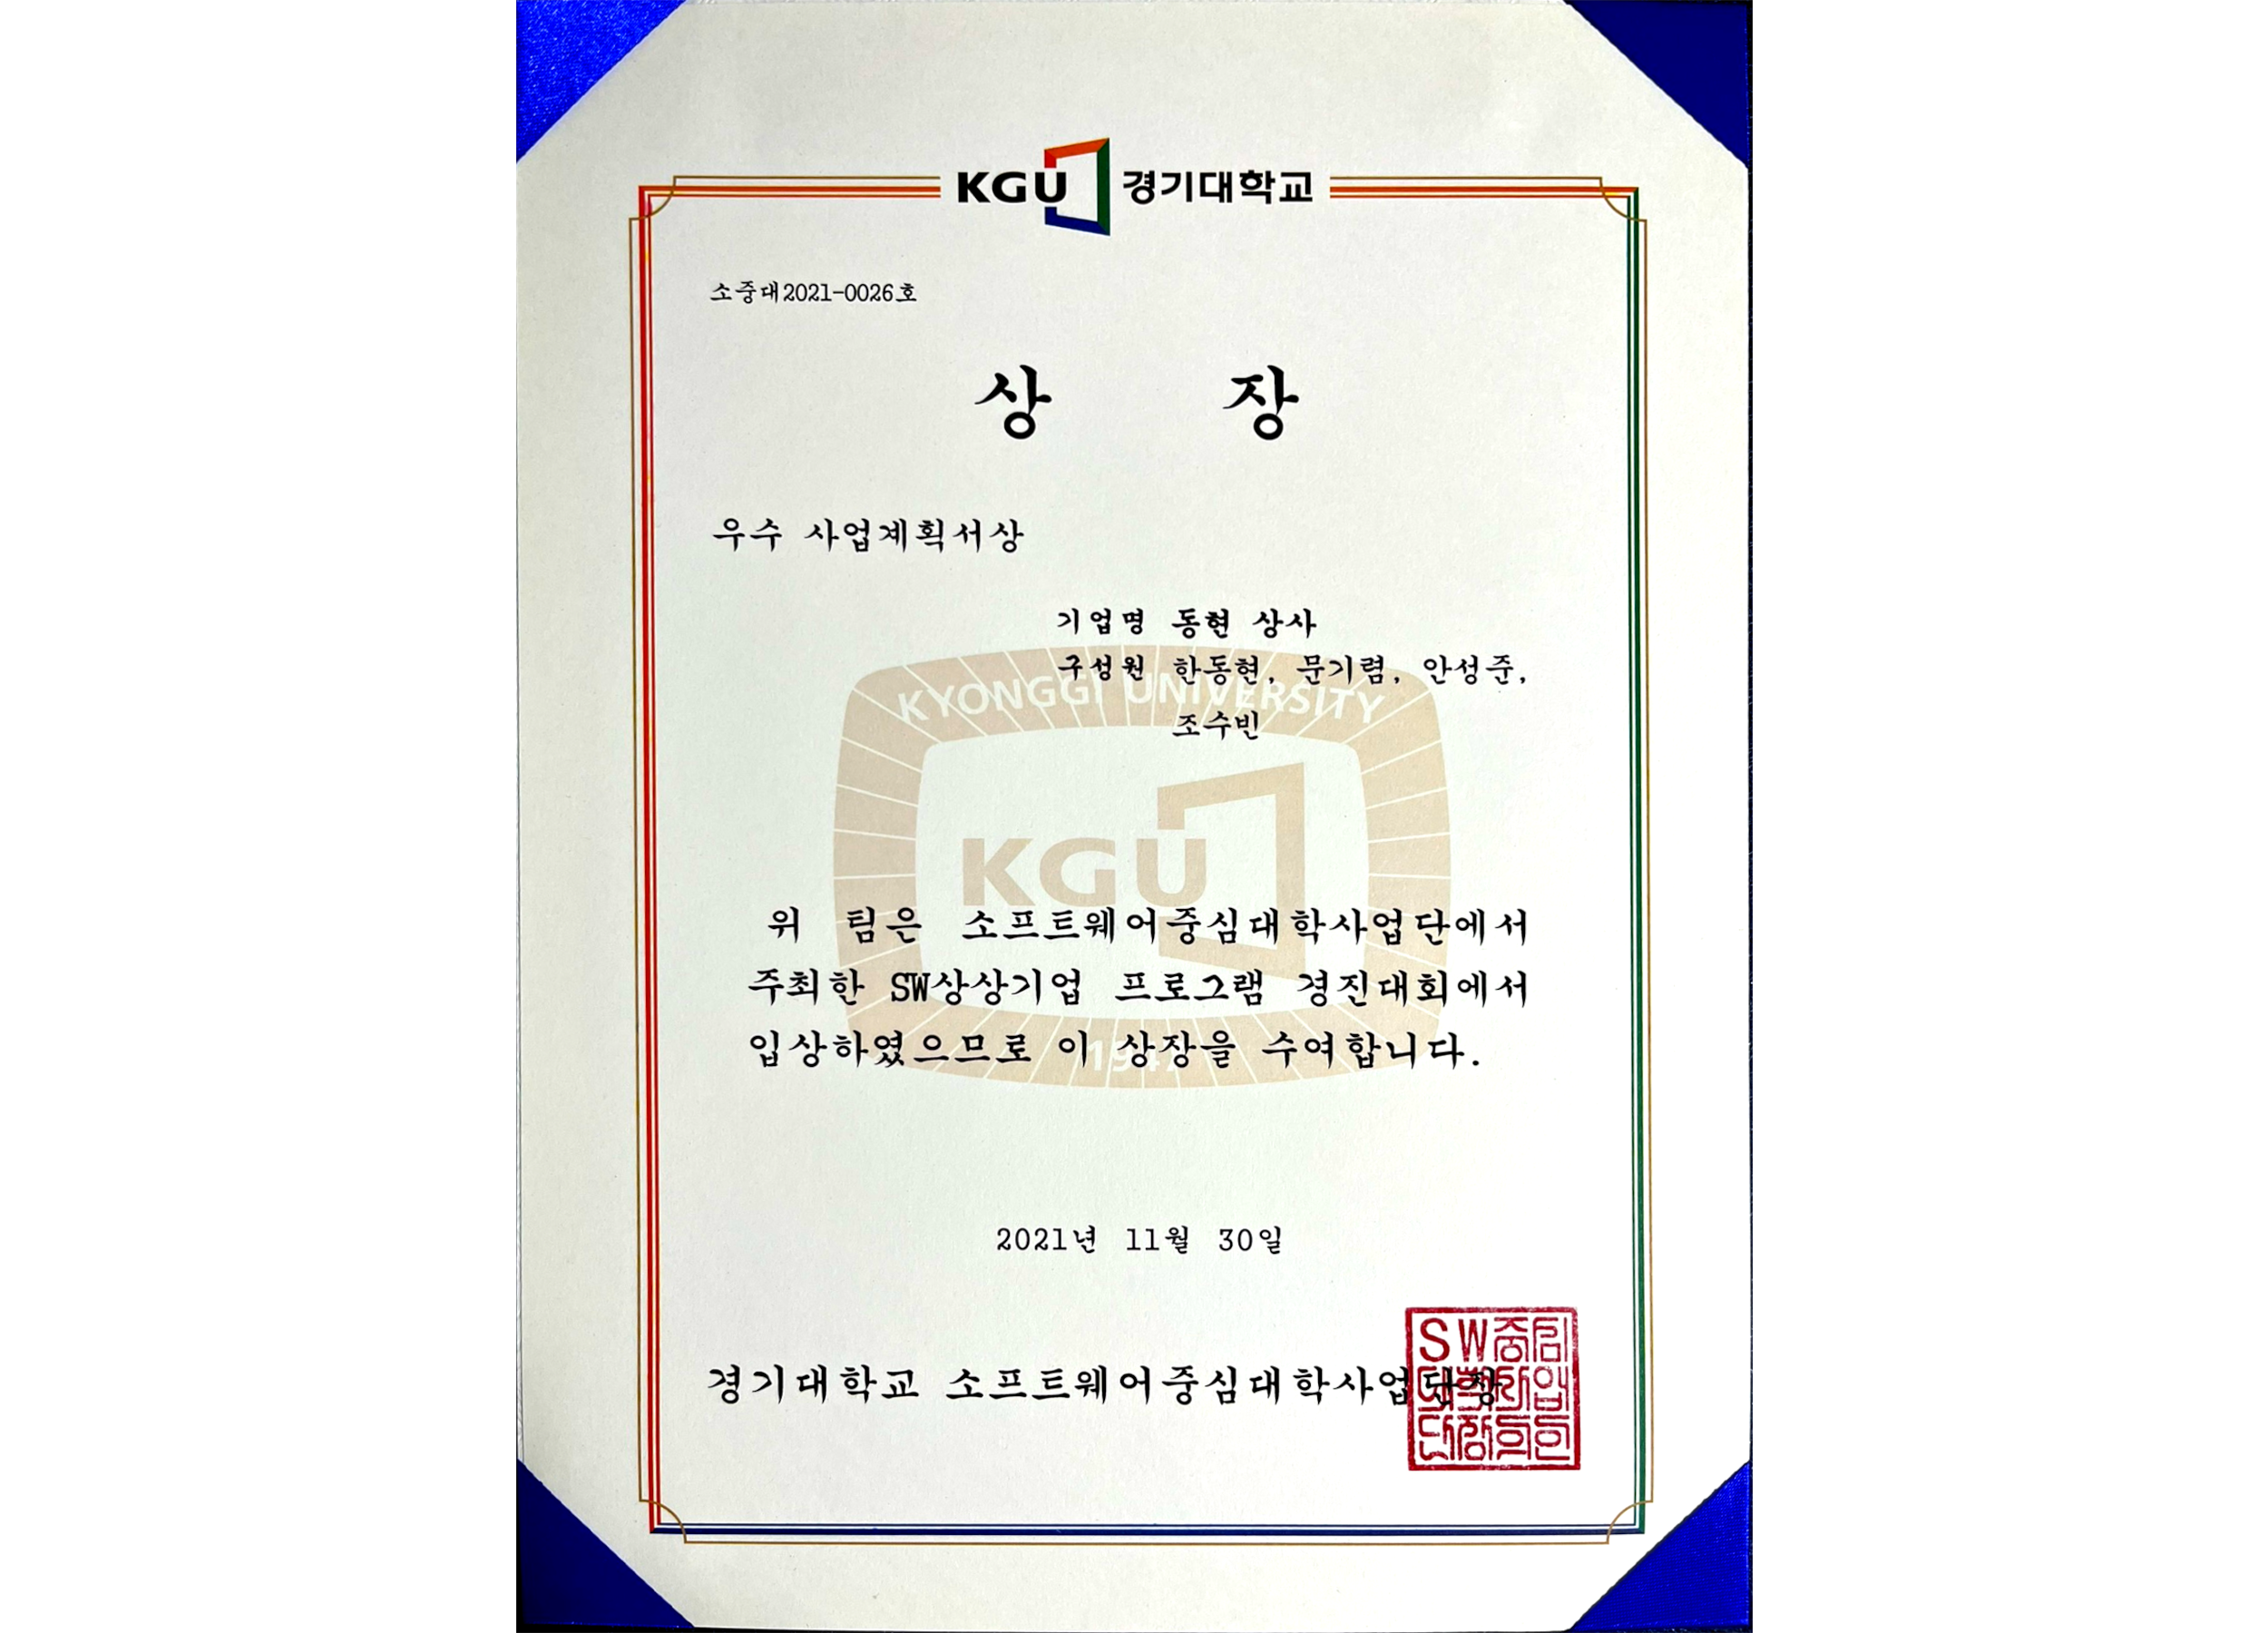 KGU 경기대학교
소중대2021-0026호
상 장
우수 사업계획서상
기업명 동현 상사
구성원 한동현, 문기렴, 안성준,
조수빈
KYONGGI UNIVERSITY
KGU
위 팀은 소프트웨어중심대학사업단에서
주최한 SW상상기업 프로그램 경진대회에서
입상하였으므로 이 상장을 수여합니다.
1947
2021년 11월 30일
경기대학교 소프트웨어중심대학사업단장
SW중심
대학사업
단장의인